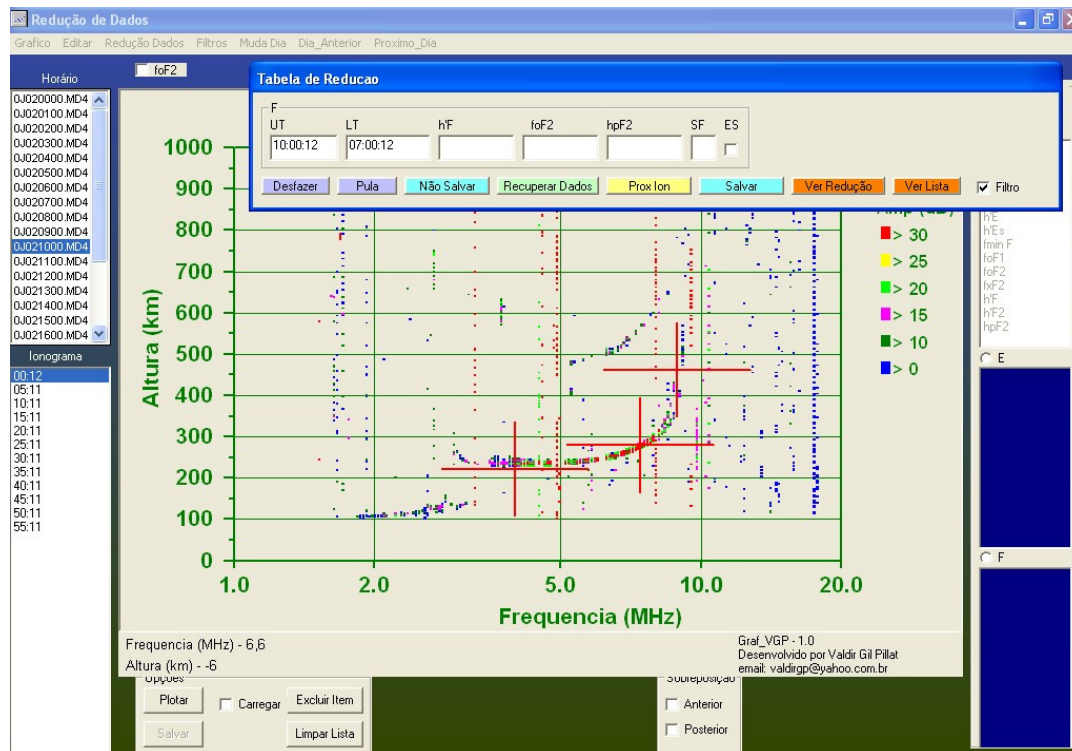 Redução de Dados
Grafico Editar Redução Dados Filtros Muda Dia Dia_Anterior Proximo_Dia
Horário
foF2
0J020000.MD4
0J020100.MD4
0J020200.MD4
0J020300.MD4
0J020400.MD4
0J020500.MD4
0J020600.MD4
0J020700.MD4
0J020800.MD4
0J020900.MD4
0J021000.MD4
0J021100.MD4
0J021200.MD4
0J021300.MD4
0J021400.MD4
0J021500.MD4
0J021600.MD4
Ionograma
00:12
05:11
10:11
15:11
20:11
25:11
30:11
35:11
40:11
45:11
50:11
55:11
Tabela de Reducao
F
UT LT h'F foF2 hpF2 SF ES
10:00:12 07:00:12
Desfazer Pula Não Salvar Recuperar Dados Prox Ion Salvar Ver Redução Ver Lista Filtro
1000
900
800
700
600
500
400
300
200
100
0
Altura (km)
1.0 2.0 5.0 10.0 20.0
Frequencia (MHz)
Amp (dB)
> 30
> 25
> 20
> 15
> 10
> 0
h'E
h'Es
fmin F
foF1
foF2
fxF2
h'F
h'F2
hpF2
E
F
Frequencia (MHz) - 6,6
Altura (km) - -6
Graf_VGP - 1.0
Desenvolvido por Valdir Gil Pillat
email: valdirgp@yahoo.com.br
Opções
Plotar Carregar Excluir Item
Salvar Limpar Lista
Sobreposição
Anterior
Posterior